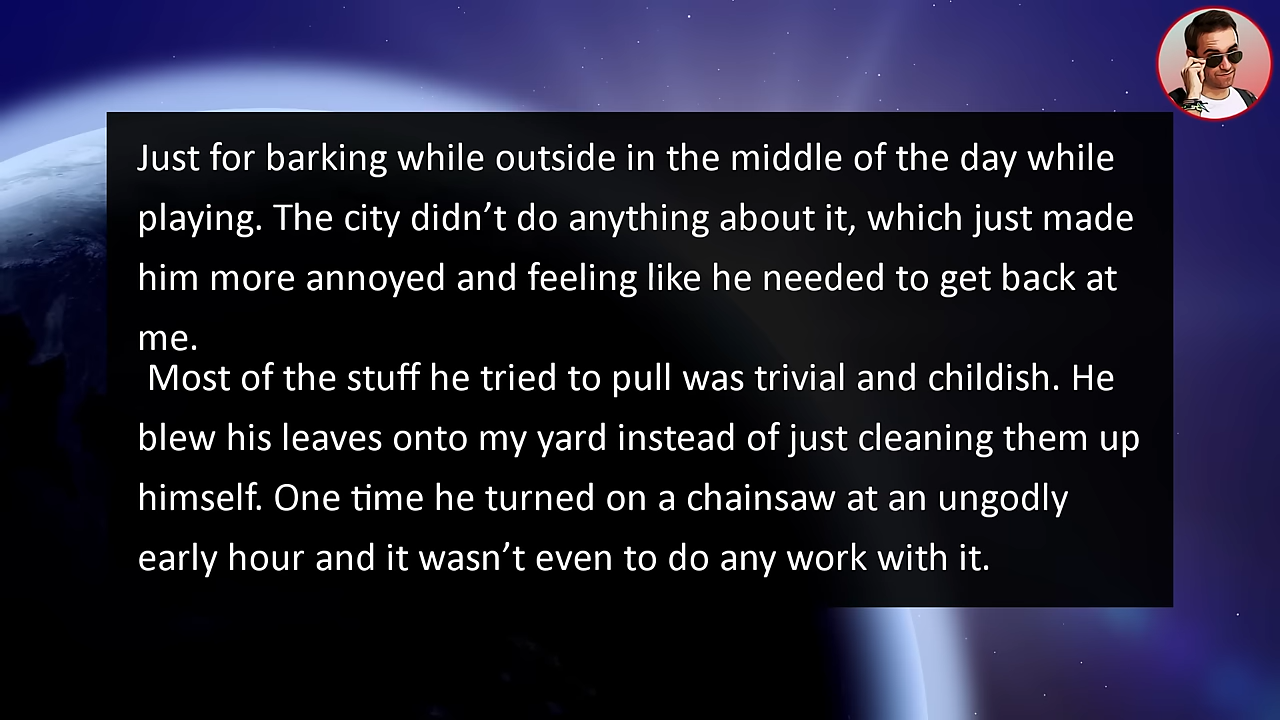 Just for barking while outside in the middle of the day while
playing. The city didn’t do anything about it, which just made
him more annoyed and feeling like he needed to get back at
me.
Most of the stuff he tried to pull was trivial and childish. He
blew his leaves onto my yard instead of just cleaning them up
himself. One time he turned on a chainsaw at an ungodly
early hour and it wasn’t even to do any work with it.